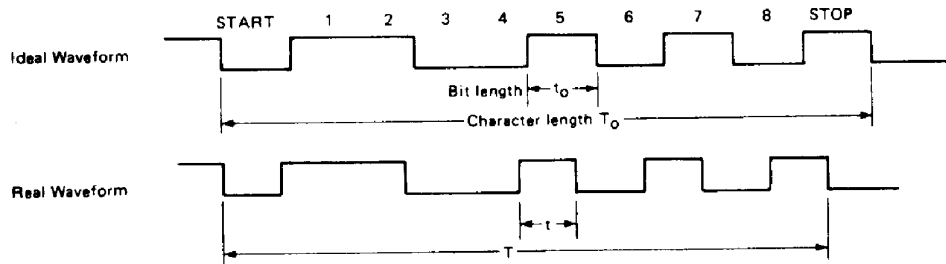 START 1 2 3 4 5 6 7 8 STOP
Ideal Waveform
Bit length t₀
Character length T₀
Real Waveform
t
T